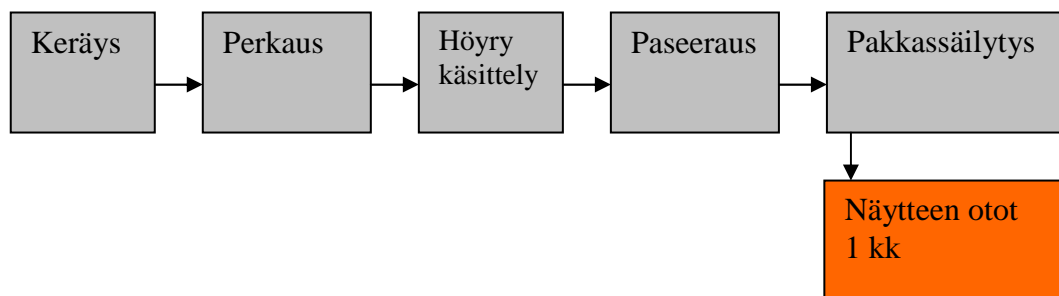 Keräys
Perkaus
Höyry
käsittely
Paseeraus
Pakkassäilytys
Näytteen otot
1 kk